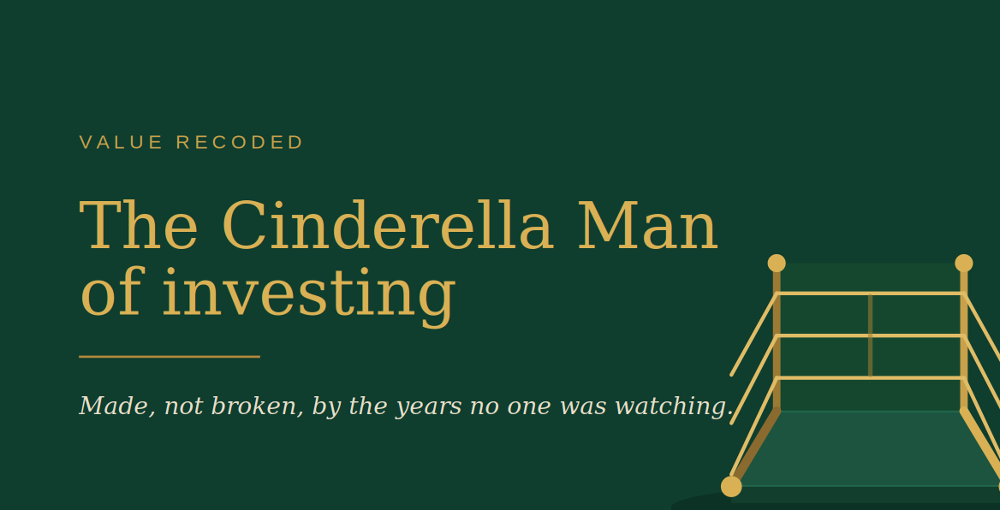 VALUE RECODED
The Cinderella Man
of investing
Made, not broken, by the years no one was watching.